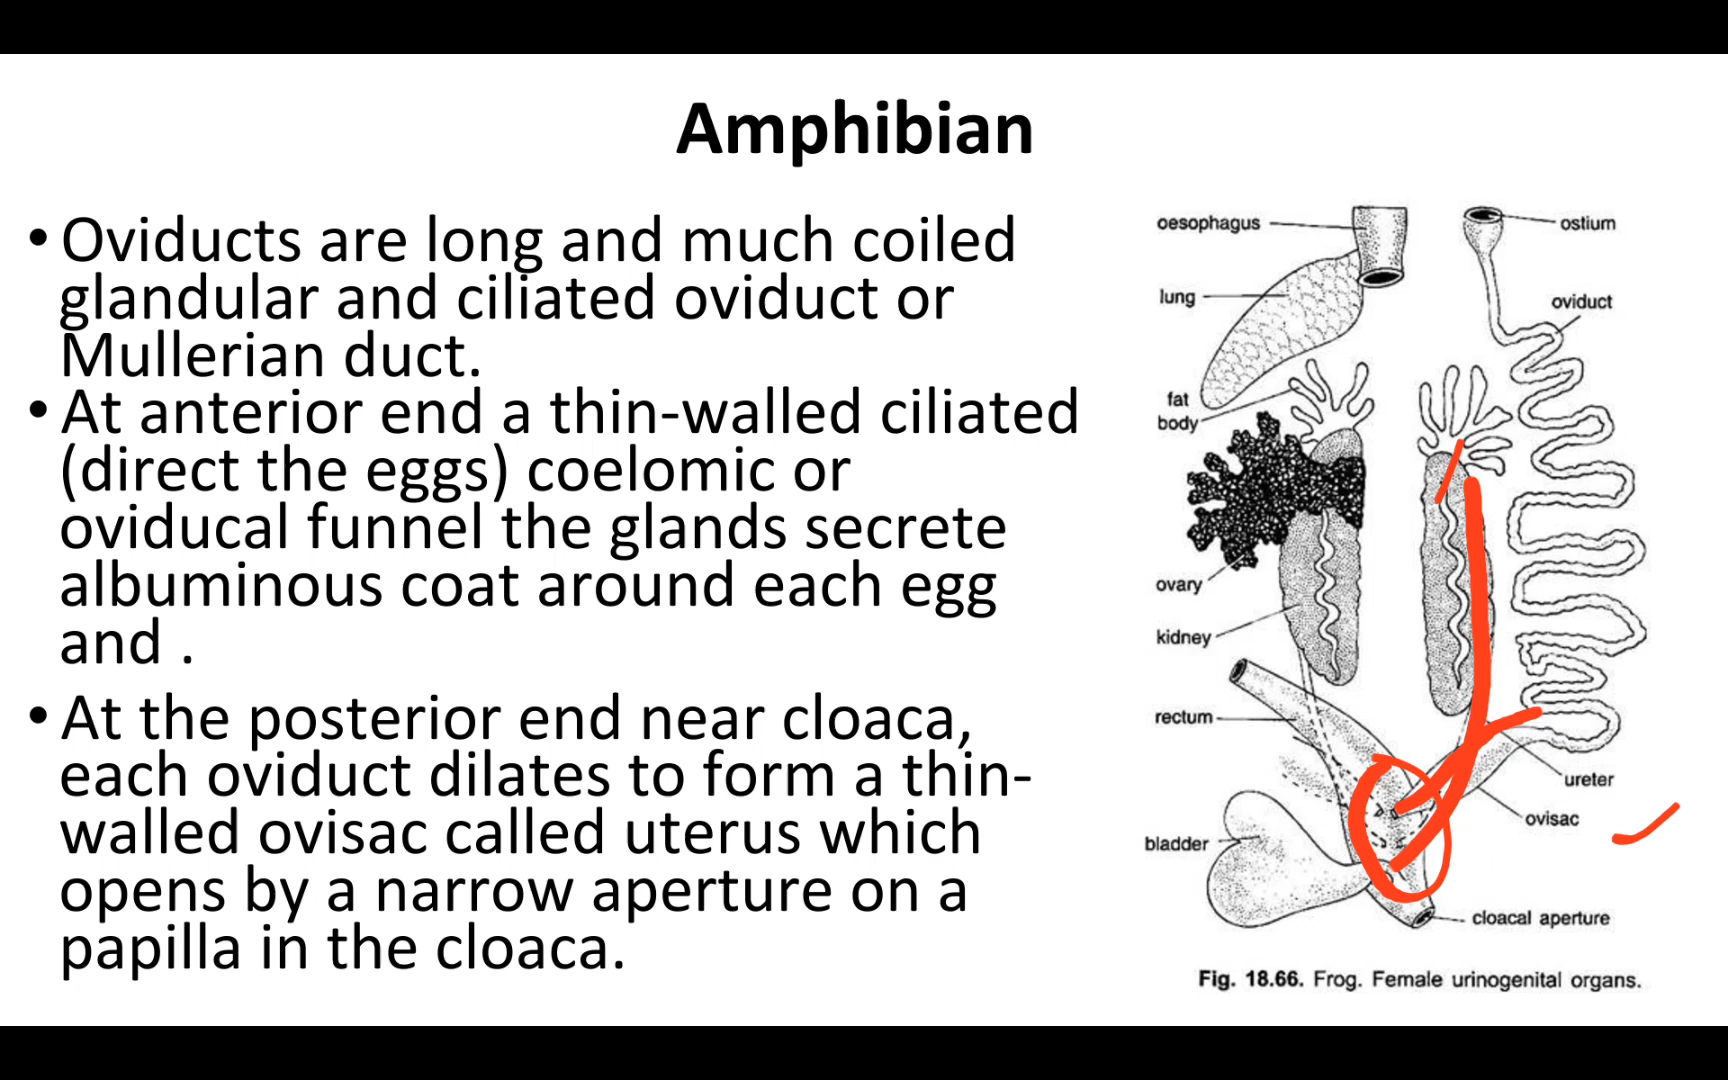 Amphibian
• Oviducts are long and much coiled
glandular and ciliated oviduct or
Mullerian duct.
• At anterior end a thin-walled ciliated
(direct the eggs) coelomic or
oviducal funnel the glands secrete
albuminous coat around each egg
and .
• At the posterior end near cloaca,
each oviduct dilates to form a thin-
walled ovisac called uterus which
opens by a narrow aperture on a
papilla in the cloaca.
oesophagus
ostium
lung
oviduct
fat
body
ovary
kidney
rectum
ureter
ovisac
bladder
cloacal aperture
Fig. 18.66. Frog. Female urinogenital organs.